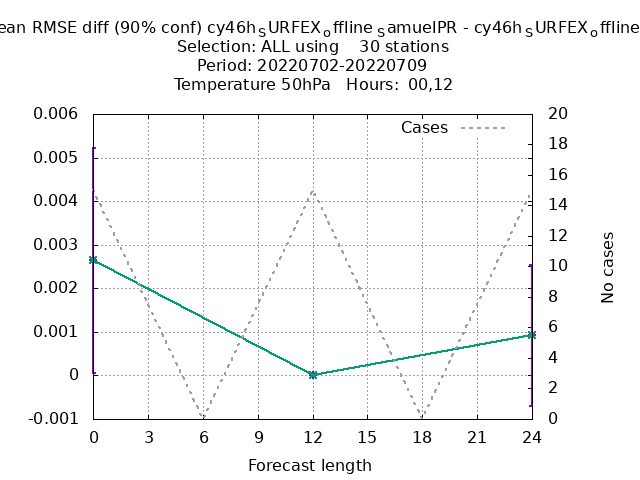 ean RMSE diff (90% conf) cy46hSURFEXoffline SamuelPR - cy46hSURFEXoffline
Selection: ALL using 30 stations
Period: 20220702-20220709
Temperature 50hPa Hours: 00,12
Cases
0.006
0.005
0.004
0.003
0.002
0.001
0
-0.001
20
18
16
14
12
10
8
6
4
2
0
No cases
0 3 6 9 12 15 18 21 24
Forecast length